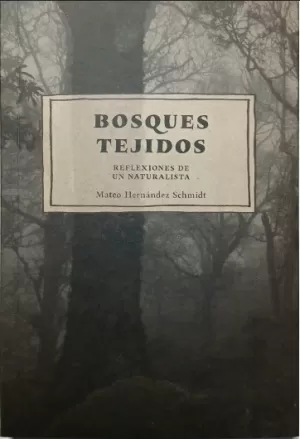 BOSQUES
TEJIDOS
REFLEXIONES DE
UN NATURALISTA
Mateo Hernández Schmidt